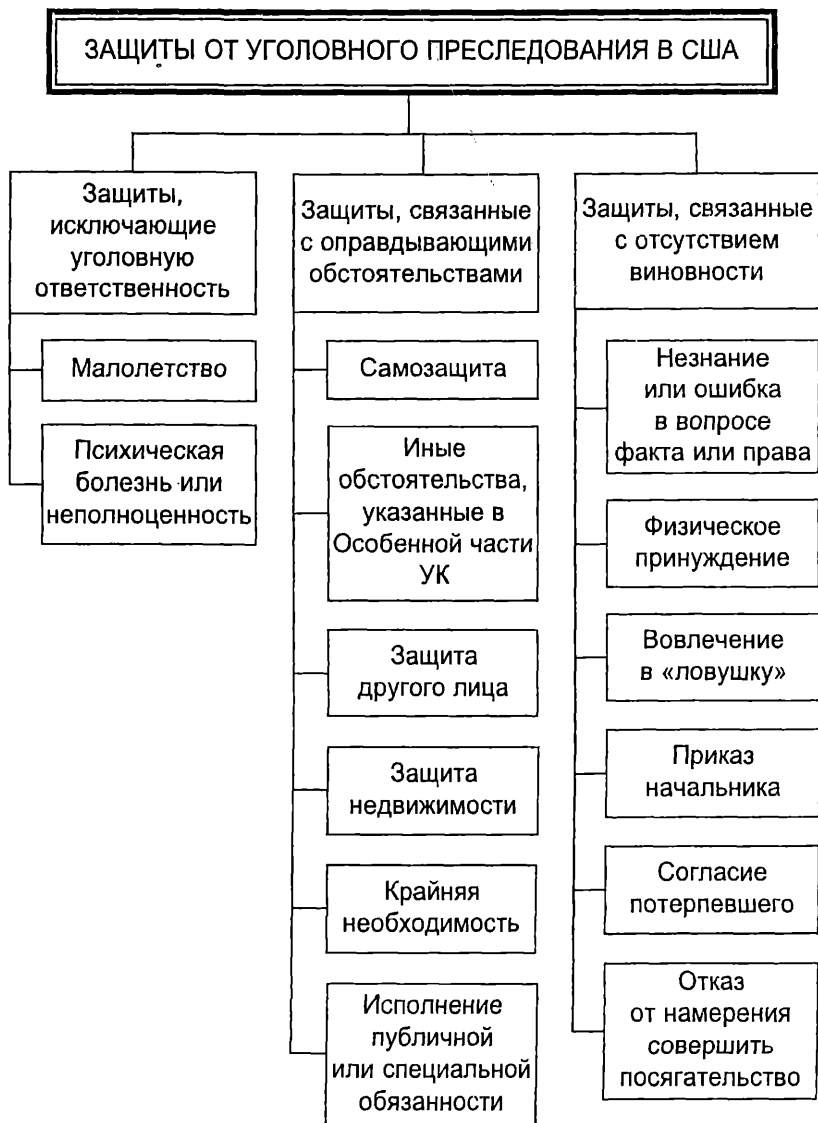 ЗАЩИТЫ ОТ УГОЛОВНОГО ПРЕСЛЕДОВАНИЯ В США
Защиты,
исключающие
уголовную
ответственность
Малолетство
Психическая
болезнь или
неполноценность
Защиты, связанные
с оправдывающими
обстоятельствами
Самозащита
Иные
обстоятельства,
указанные в
Особенной части
УК
Защита
другого лица
Защита
недвижимости
Крайняя
необходимость
Исполнение
публичной
или специальной
обязанности
Защиты, связанные
с отсутствием
виновности
Незнание
или ошибка
в вопросе
факта или права
Физическое
принуждение
Вовлечение
в «ловушку»
Приказ
начальника
Согласие
потерпевшего
Отказ
от намерения
совершить
посягательство